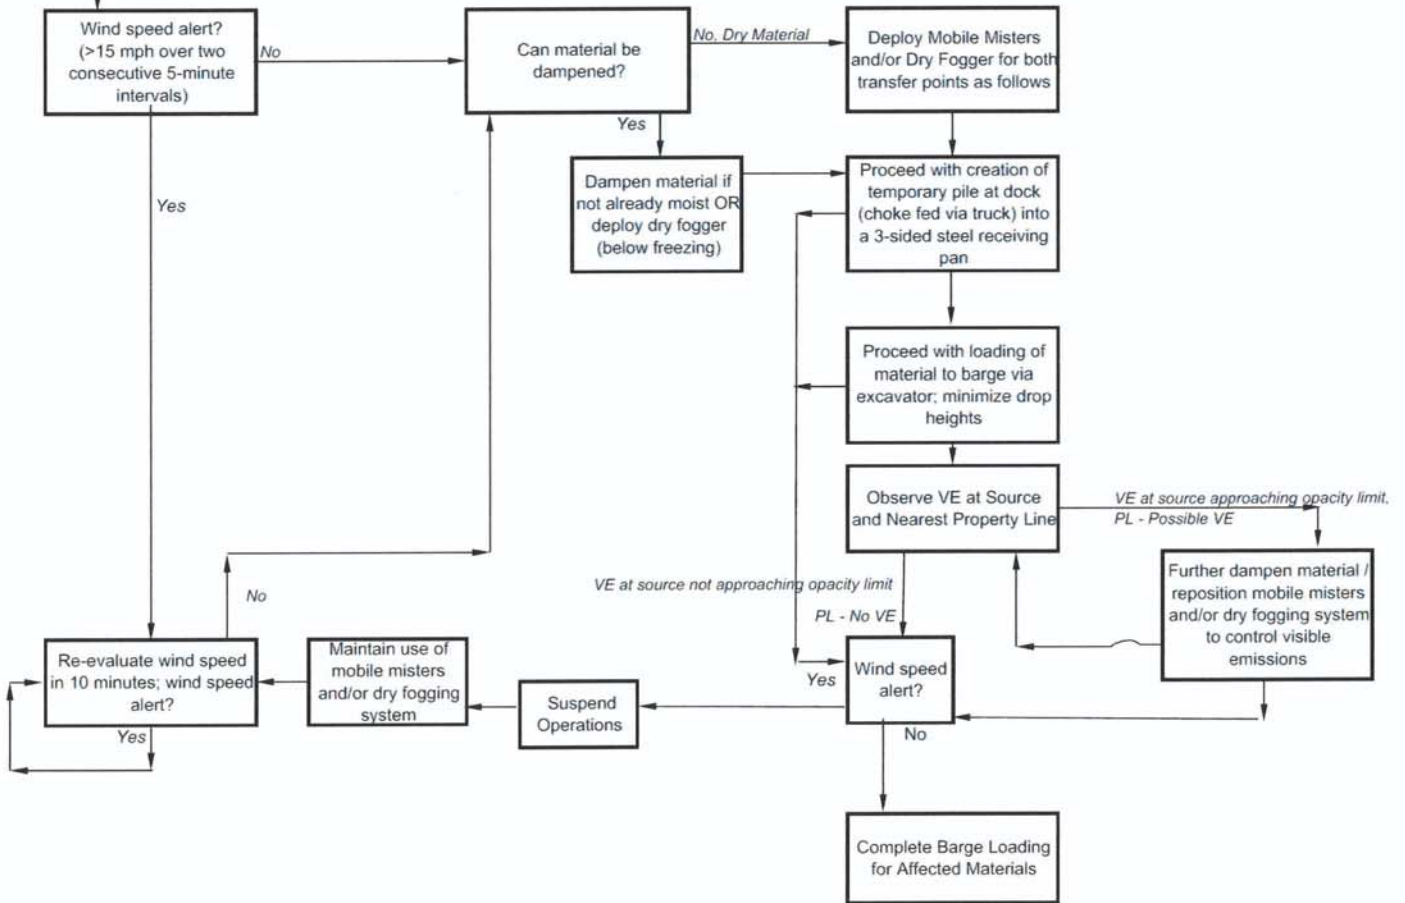 Wind speed alert?
(>15 mph over two
consecutive 5-minute
intervals)
No
Can material be
dampened?
No, Dry Material
Deploy Mobile Misters
and/or Dry Fogger for both
transfer points as follows
Yes
Yes
Dampen material if
not already moist OR
deploy dry fogger
(below freezing)
Proceed with creation of
temporary pile at dock
(choke fed via truck) into
a 3-sided steel receiving
pan
Proceed with loading of
material to barge via
excavator; minimize drop
heights
Observe VE at Source
and Nearest Property Line
VE at source approaching opacity limit,
PL - Possible VE
Further dampen material /
reposition mobile misters
and/or dry fogging system
to control visible
emissions
VE at source not approaching opacity limit
PL - No VE
No
Re-evaluate wind speed
in 10 minutes; wind speed
alert?
Yes
Maintain use of
mobile misters
and/or dry fogging
system
Suspend
Operations
Yes
Wind speed
alert?
No
Complete Barge Loading
for Affected Materials